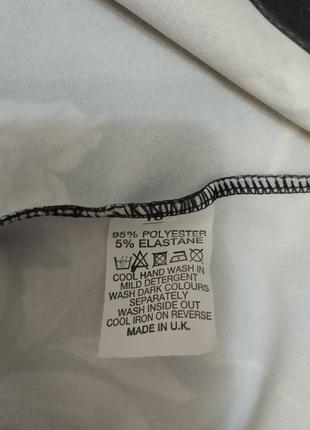 95% POLYESTER
5% ELASTANE
COOL HAND WASH IN
MILD DETERGENT
WASH DARK COLOURS
SEPARATELY
WASH INSIDE OUT
COOL IRON ON REVERSE
MADE IN U.K.